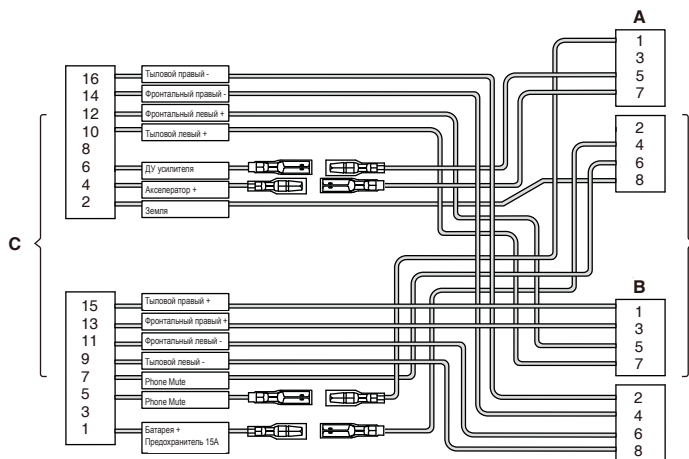 A
1
3
5
7
2
4
6
8
16
14
12
10
8
6
4
2
Тыловой правый -
Фронтальный правый -
Фронтальный левый +
Тыловой левый +
ДУ усилителя
Акселератор +
Земля
C
15
13
11
9
7
5
3
1
Тыловой правый +
Фронтальный правый +
Фронтальный левый -
Тыловой левый -
Phone Mute
Phone Mute
Батарея +
Предохранитель 15А
B
1
3
5
7
2
4
6
8